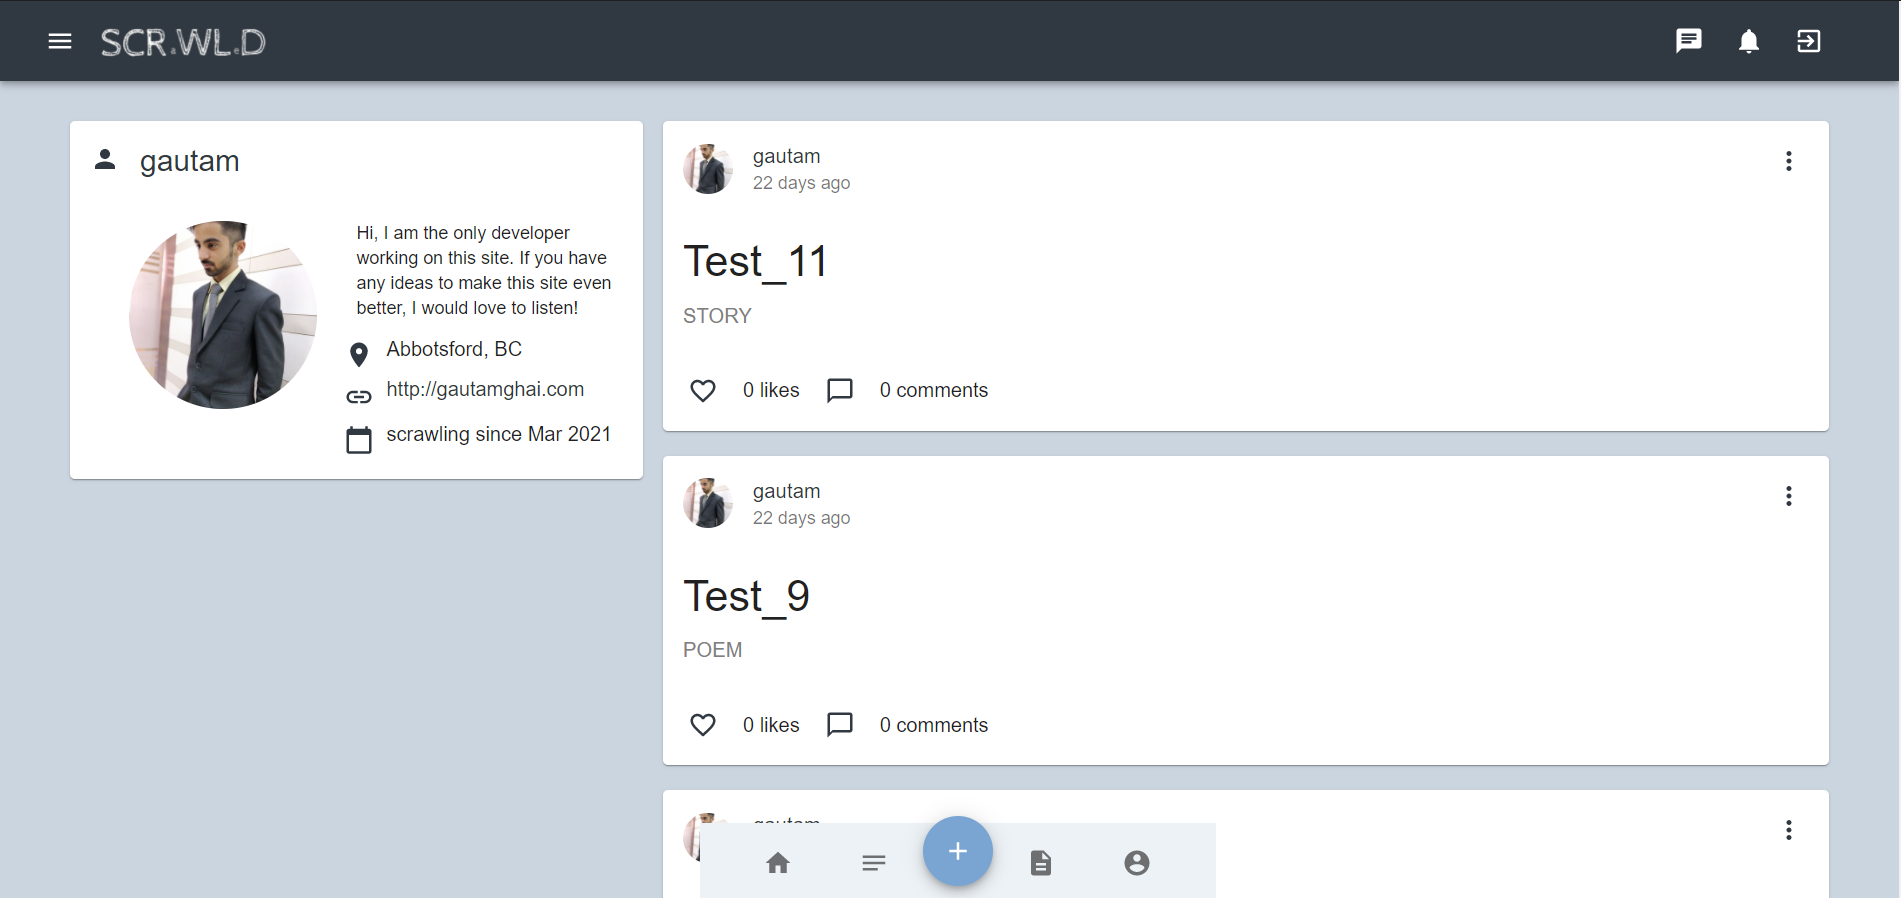 SCR.WL.D
gautam
Hi, I am the only developer
working on this site. If you have
any ideas to make this site even
better, I would love to listen!
Abbotsford, BC
http://gautamghai.com
scrawling since Mar 2021
gautam
22 days ago
Test_11
STORY
0 likes
0 comments
gautam
22 days ago
Test_9
POEM
0 likes
0 comments
gautam